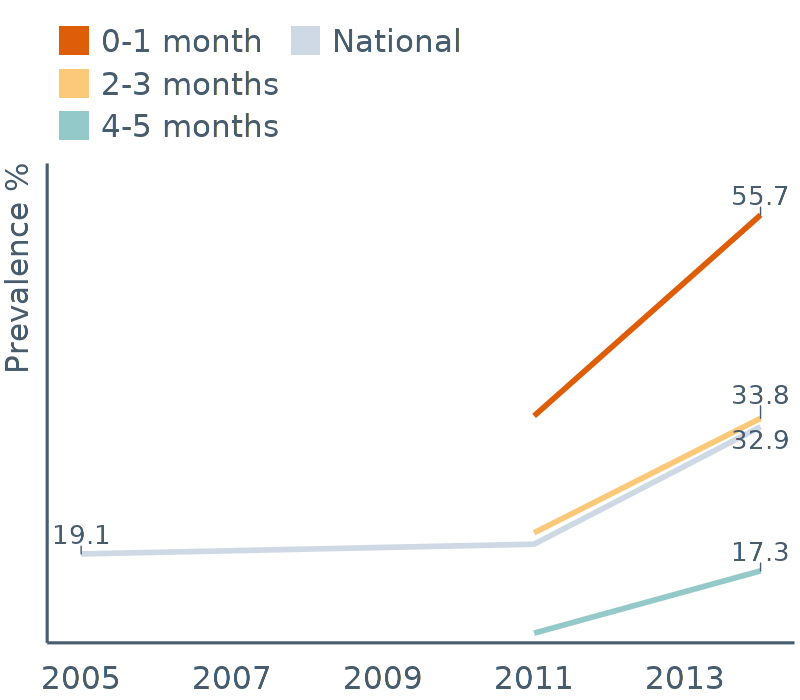 0-1 month
National
2-3 months
4-5 months
Prevalence %
55.7
33.8
32.9
19.1
17.3
2005 2007 2009 2011 2013